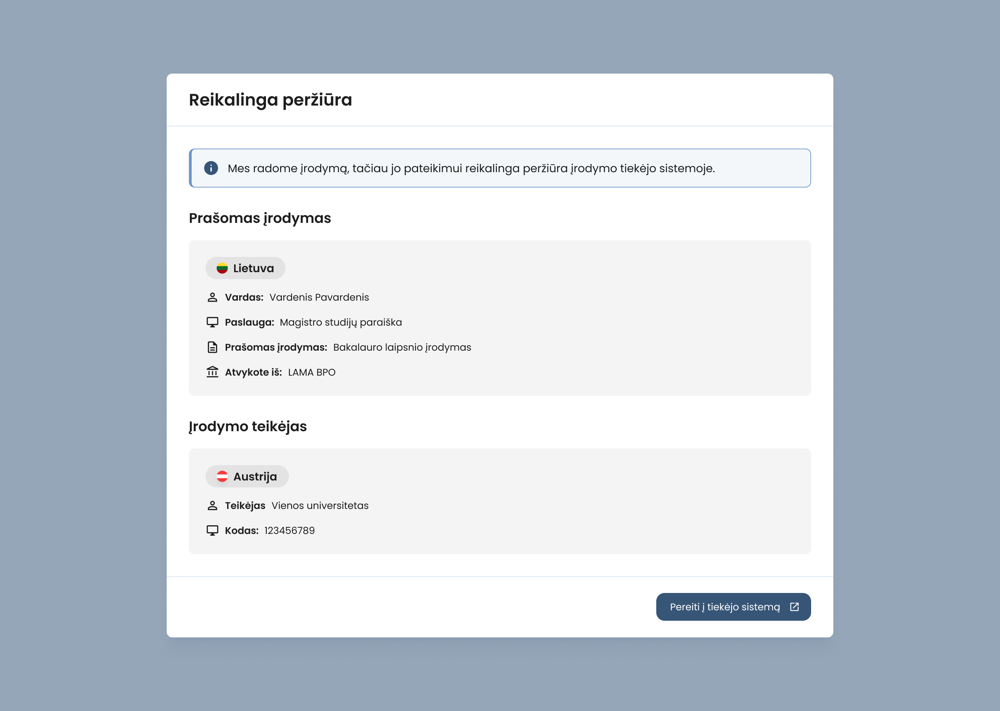 Reikalinga peržiūra
Mes radome įrodymą, tačiau jo pateikimui reikalinga peržiūra įrodymo tiekėjo sistemoje.
Prašomas įrodymas
Lietuva
Vardas: Vardenis Pavardenis
Paslauga: Magistro studijų paraiška
Prašomas įrodymas: Bakalauro laipsnio įrodymas
Atvykote iš: LAMA BPO
Įrodymo teikėjas
Austrija
Teikėjas Vienos universitetas
Kodas: 123456789
Pereiti į tiekėjo sistemą